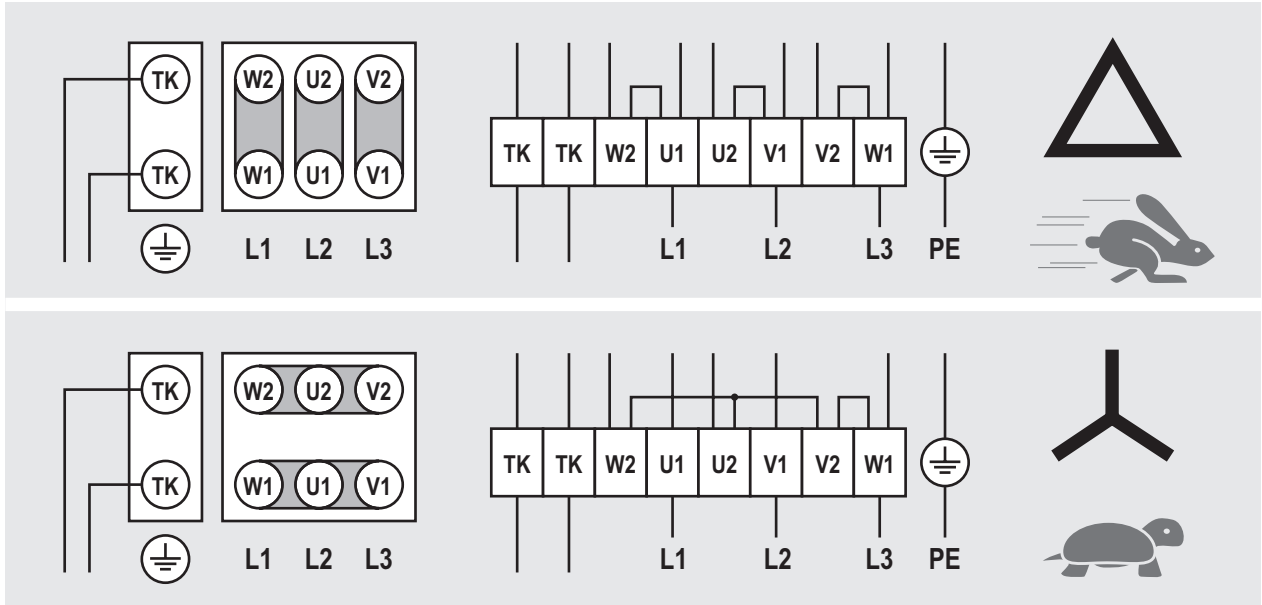 TK W2 U2 V2
TK W1 U1 V1
L1 L2 L3
TK TK W2 U1 U2 V1 V2 W1
L1 L2 L3 PE
TK W2 U2 V2
TK W1 U1 V1
L1 L2 L3
TK TK W2 U1 U2 V1 V2 W1
L1 L2 L3 PE